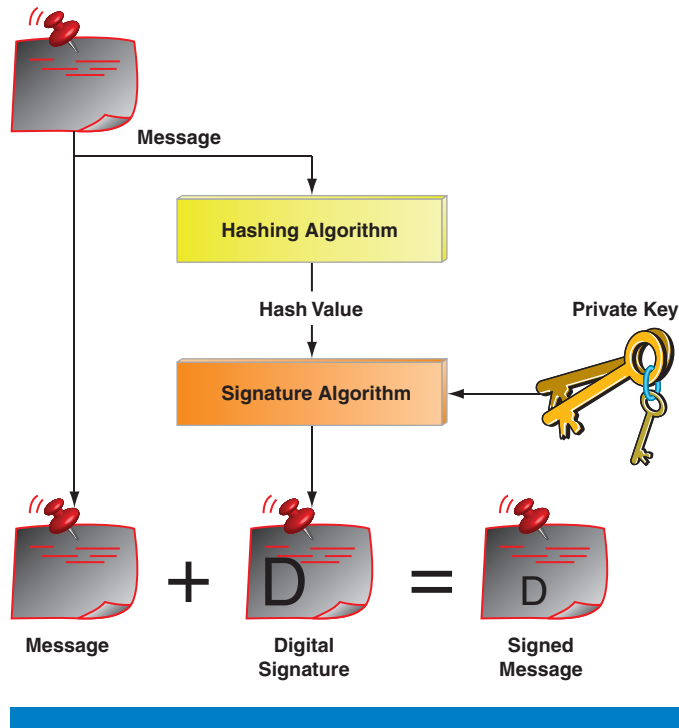 Message
Hashing Algorithm
Hash Value
Private Key
Signature Algorithm
D
D
+
=
Message
Digital
Signature
Signed
Message